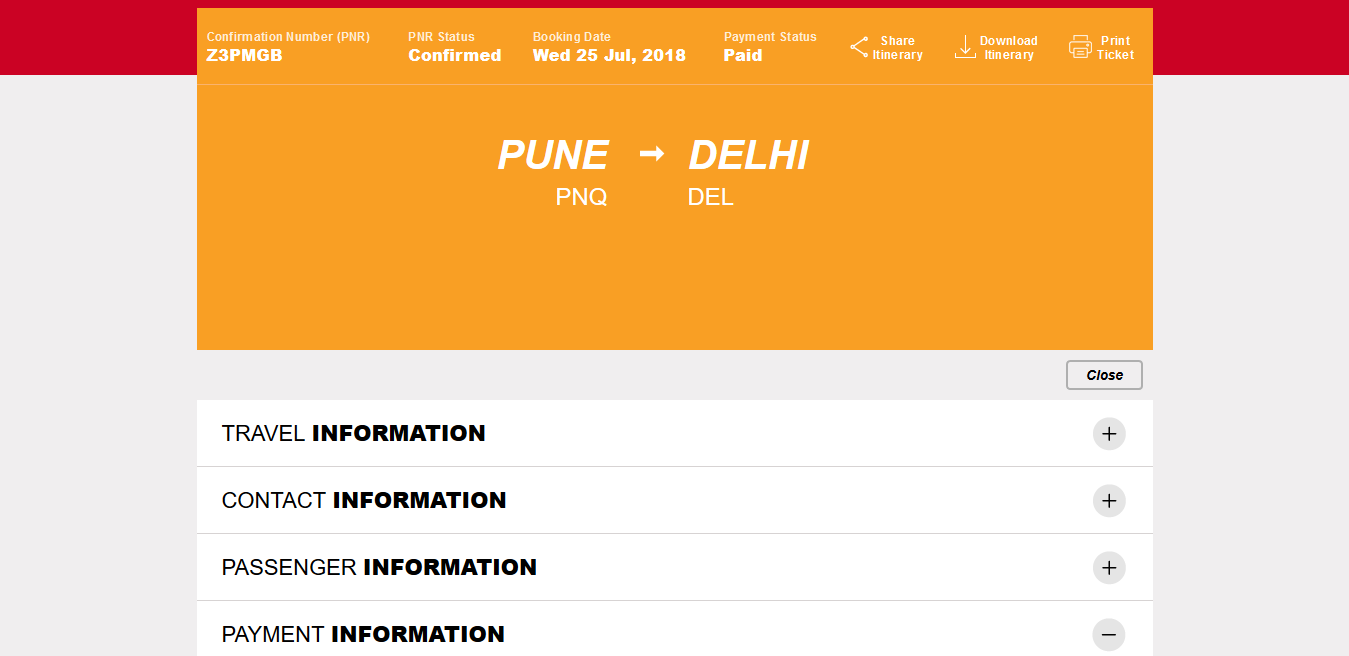 Confirmation Number (PNR) PNR Status Booking Date Payment Status
Z3PMGB Confirmed Wed 25 Jul, 2018 Paid
Share
Itinerary
Download
Itinerary
Print
Ticket
PUNE DELHI
PNQ DEL
Close
TRAVEL INFORMATION
CONTACT INFORMATION
PASSENGER INFORMATION
PAYMENT INFORMATION